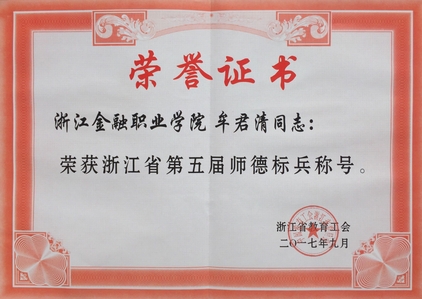 荣誉证书
浙江金融职业学院 牟君清同志：
荣获浙江省第五届师德标兵称号。
浙江省教育工会
二〇一七年九月